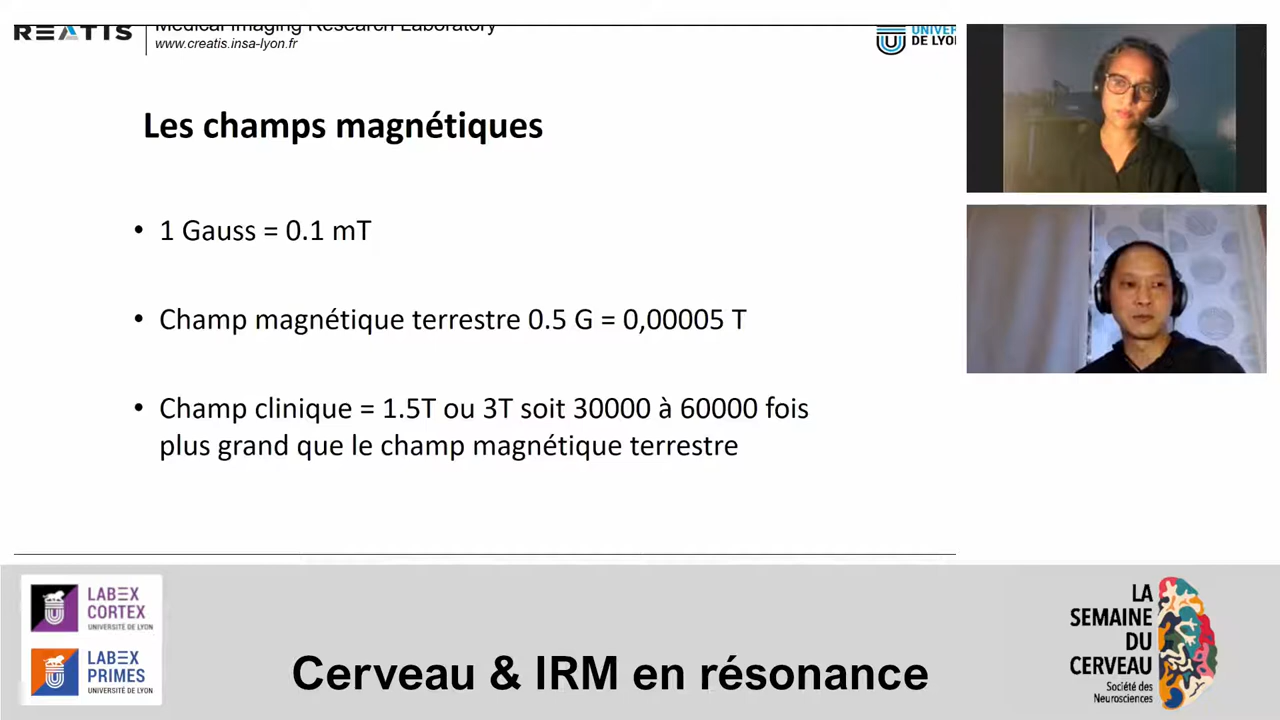 REATIS
Medical Imaging Research Laboratory
www.creatis.insa-lyon.fr
UNIVER
DE LYO
Les champs magnétiques
• 1 Gauss = 0.1 mT
• Champ magnétique terrestre 0.5 G = 0,00005 T
• Champ clinique = 1.5T ou 3T soit 30000 à 60000 fois
plus grand que le champ magnétique terrestre
LABEX
CORTEX
UNIVERSITÉ DE LYON
LABEX
PRIMES
UNIVERSITÉ DE LYON
Cerveau & IRM en résonance
LA
SEMAINE
DU
CERVEAU
Société des
Neurosciences